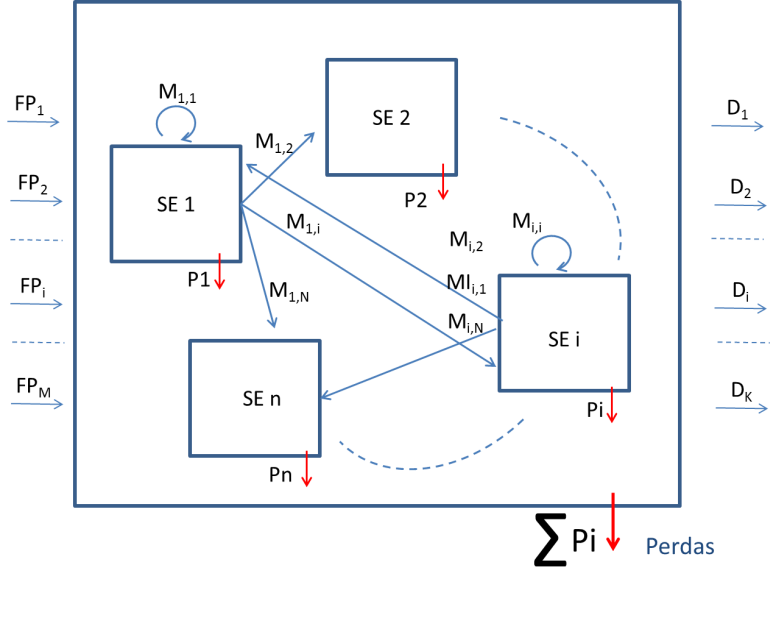 M1,1
FP1
D1
SE 2
M1,2
FP2
SE 1
D2
P2
M1,i
Mi,i
Mi,2
P1
MIi,1
FPi
M1,N
Di
Mi,N
SE i
FPM
SE n
DK
Pi
Pn
∑ Pi
Perdas